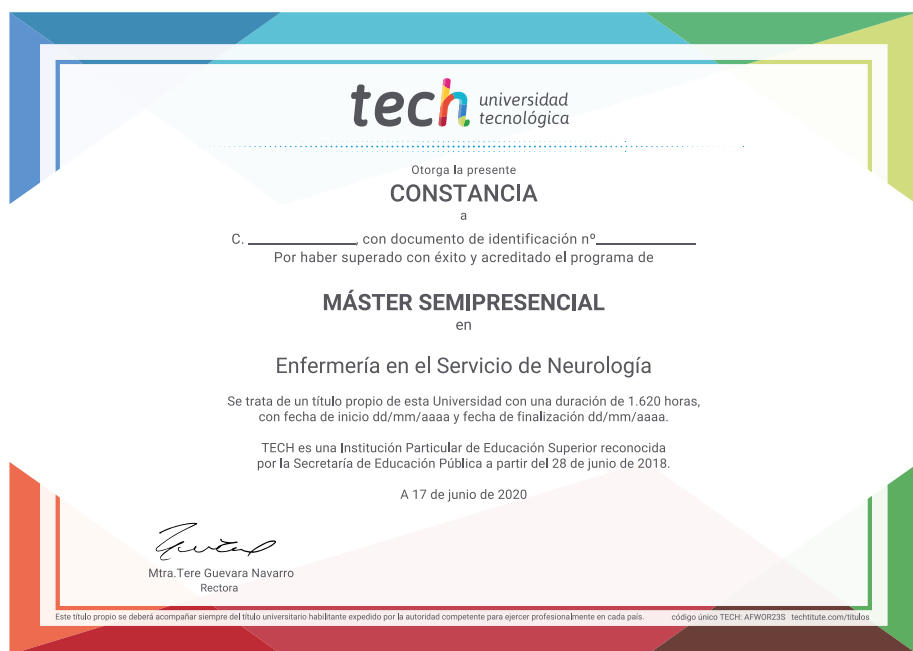 tech universidad
tecnológica
Otorga la presente
CONSTANCIA
a
C. ______________, con documento de identificación nº______________
Por haber superado con éxito y acreditado el programa de
MÁSTER SEMIPRESENCIAL
en
Enfermería en el Servicio de Neurología
Se trata de un título propio de esta Universidad con una duración de 1.620 horas,
con fecha de inicio dd/mm/aaaa y fecha de finalización dd/mm/aaaa.
TECH es una Institución Particular de Educación Superior reconocida
por la Secretaría de Educación Pública a partir del 28 de junio de 2018.
A 17 de junio de 2020
Mtra.Tere Guevara Navarro
Rectora
Este título propio se deberá acompañar siempre del título universitario habilitante expedido por la autoridad competente para ejercer profesionalmente en cada país. código único TECH: AFWOR23S techtitute.com/titulos